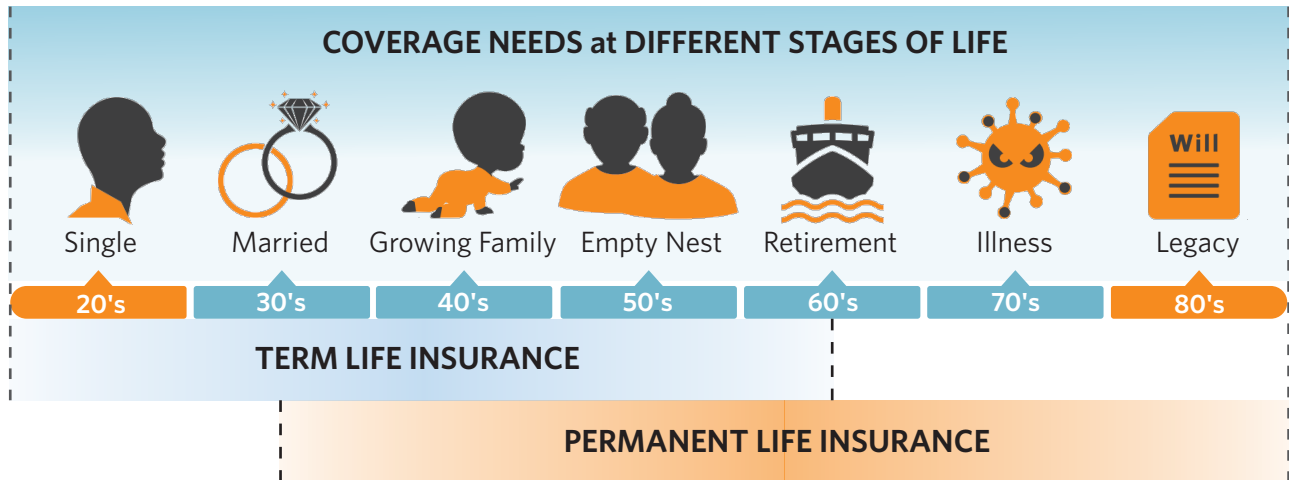 COVERAGE NEEDS at DIFFERENT STAGES OF LIFE
Will
Single Married Growing Family Empty Nest Retirement Illness Legacy
20's 30's 40's 50's 60's 70's 80's
TERM LIFE INSURANCE
PERMANENT LIFE INSURANCE